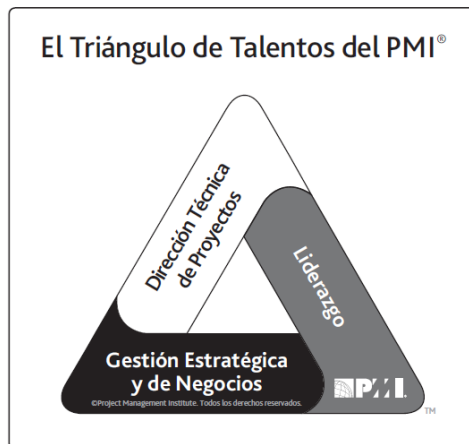 El Triángulo de Talentos del PMI®
Dirección Técnica
de Proyectos
Liderazgo
Gestión Estratégica
y de Negocios
©Project Management Institute. Todos los derechos reservados.
PMI.
TM